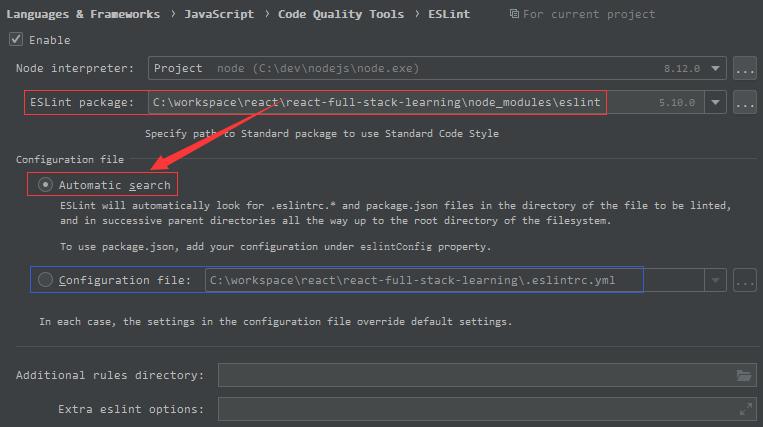 Languages & Frameworks › JavaScript › Code Quality Tools › ESLint For current project
Enable
Node interpreter: Project node (C:\dev\nodejs\node.exe) 8.12.0 ...
ESLint package: C:\workspace\react\react-full-stack-learning\node_modules\eslint 5.10.0 ...
Specify path to Standard package to use Standard Code Style
Configuration file
Automatic search
ESLint will automatically look for .eslintrc.* and package.json files in the directory of the file to be linted,
and in successive parent directories all the way up to the root directory of the filesystem.
To use package.json, add your configuration under eslintConfig property.
Configuration file: C:\workspace\react\react-full-stack-learning\.eslintrc.yml ...
In each case, the settings in the configuration file override default settings.
Additional rules directory:
Extra eslint options: